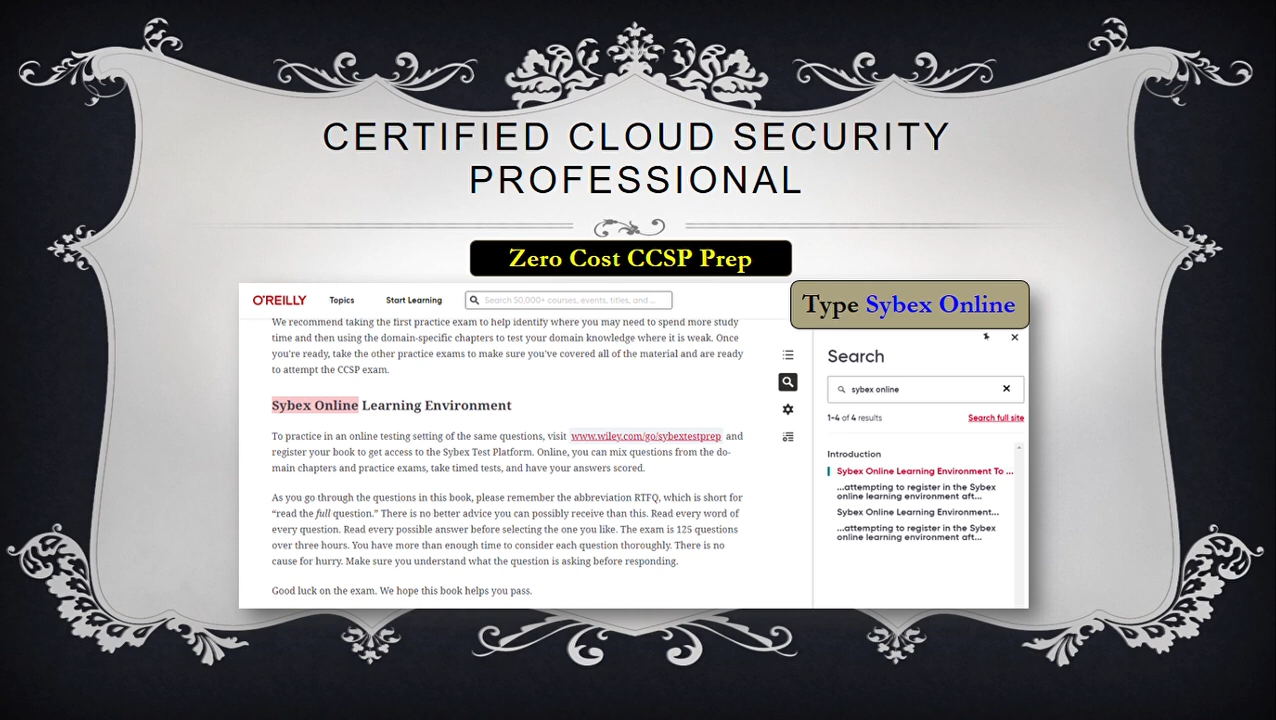 CERTIFIED CLOUD SECURITY
PROFESSIONAL
Zero Cost CCSP Prep
O'REILLY Topics Start Learning Search 50,000+ courses, events, titles, and ...
Type Sybex Online
We recommend taking the first practice exam to help identify where you may need to spend more study
time and then using the domain-specific chapters to test your domain knowledge where it is weak. Once
you're ready, take the other practice exams to make sure you've covered all of the material and are ready
to attempt the CCSP exam.
Sybex Online Learning Environment
To practice in an online testing setting of the same questions, visit www.wiley.com/go/sybextestprep and
register your book to get access to the Sybex Test Platform. Online, you can mix questions from the do-
main chapters and practice exams, take timed tests, and have your answers scored.
As you go through the questions in this book, please remember the abbreviation RTFQ, which is short for
“read the full question.” There is no better advice you can possibly receive than this. Read every word of
every question. Read every possible answer before selecting the one you like. The exam is 125 questions
over three hours. You have more than enough time to consider each question thoroughly. There is no
cause for hurry. Make sure you understand what the question is asking before responding.
Good luck on the exam. We hope this book helps you pass.
Search
sybex online
1-4 of 4 results Search full site
Introduction
Sybex Online Learning Environment To ...
...attempting to register in the Sybex
online learning environment aft...
Sybex Online Learning Environment...
...attempting to register in the Sybex
online learning environment aft...